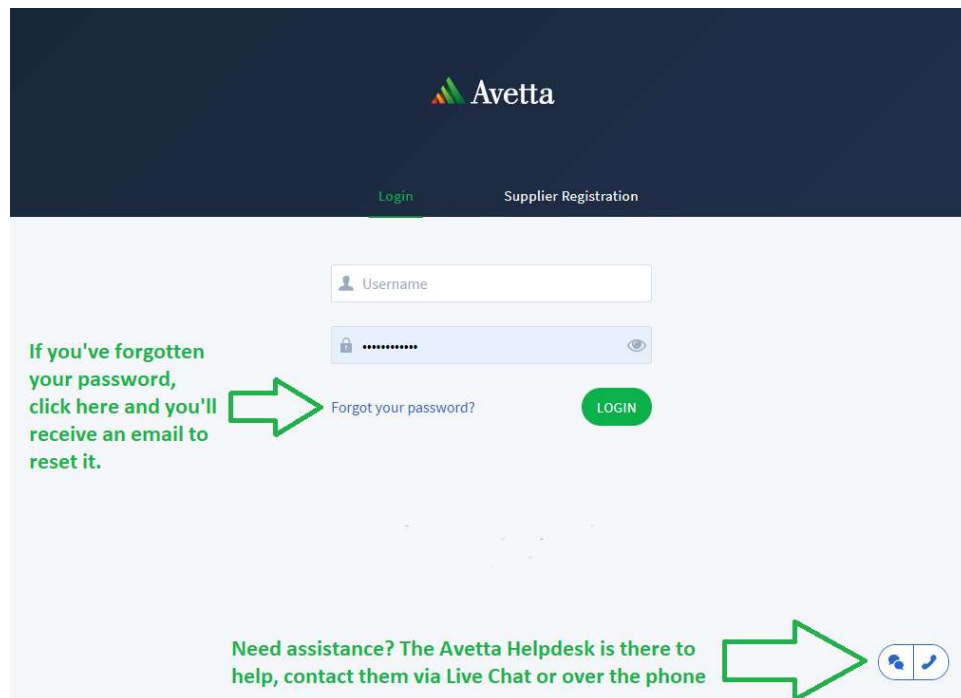 Avetta
Login
Supplier Registration
Username
••••••••••••
If you've forgotten
your password,
click here and you'll
receive an email to
reset it.
Forgot your password?
LOGIN
Need assistance? The Avetta Helpdesk is there to
help, contact them via Live Chat or over the phone